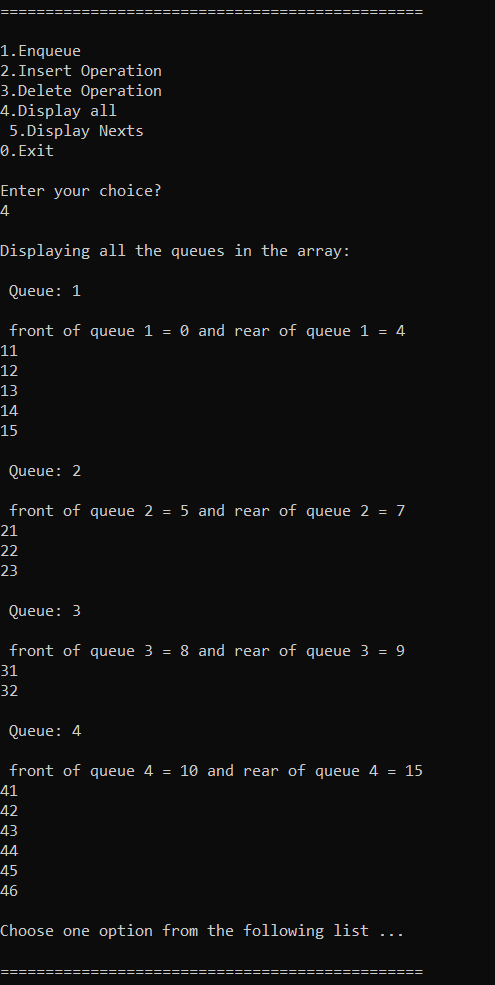 ===============================================
1.Enqueue
2.Insert Operation
3.Delete Operation
4.Display all
 5.Display Nexts
0.Exit
Enter your choice?
4
Displaying all the queues in the array:
 Queue: 1
 front of queue 1 = 0 and rear of queue 1 = 4
11
12
13
14
15
 Queue: 2
 front of queue 2 = 5 and rear of queue 2 = 7
21
22
23
 Queue: 3
 front of queue 3 = 8 and rear of queue 3 = 9
31
32
 Queue: 4
 front of queue 4 = 10 and rear of queue 4 = 15
41
42
43
44
45
46
Choose one option from the following list ...
===============================================